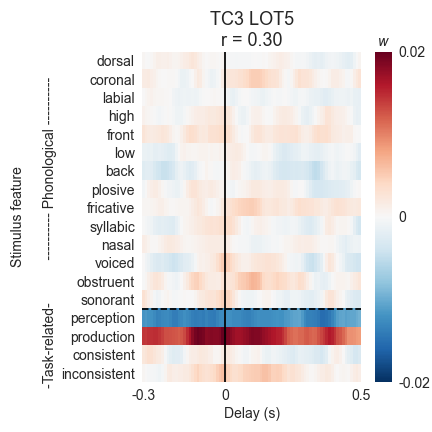 TC3 LOT5
r = 0.30
w
dorsal
coronal
labial
high
front
low
back
plosive
fricative
syllabic
nasal
voiced
obstruent
sonorant
perception
production
consistent
inconsistent
Stimulus feature
----------- Phonological ----------
-Task-related-
0.02
0
-0.02
-0.3
0
0.5
Delay (s)